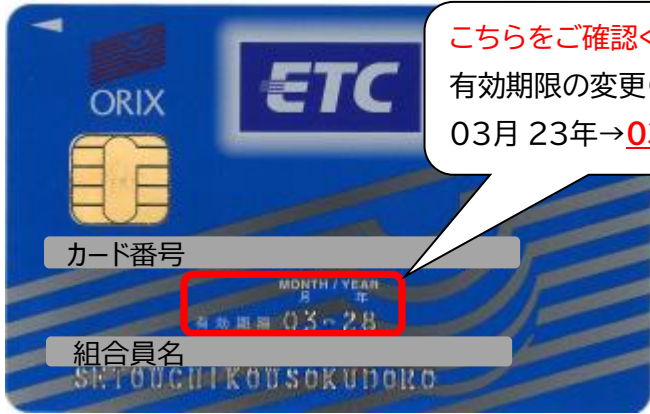 こちらをご確認く
有効期限の変更
03月 23年→0
ORIX
ETC
カード番号
MONTH / YEAR
月 年
有効期限 03-28
組合員名
SETOUCHIKOUSOKUDORO